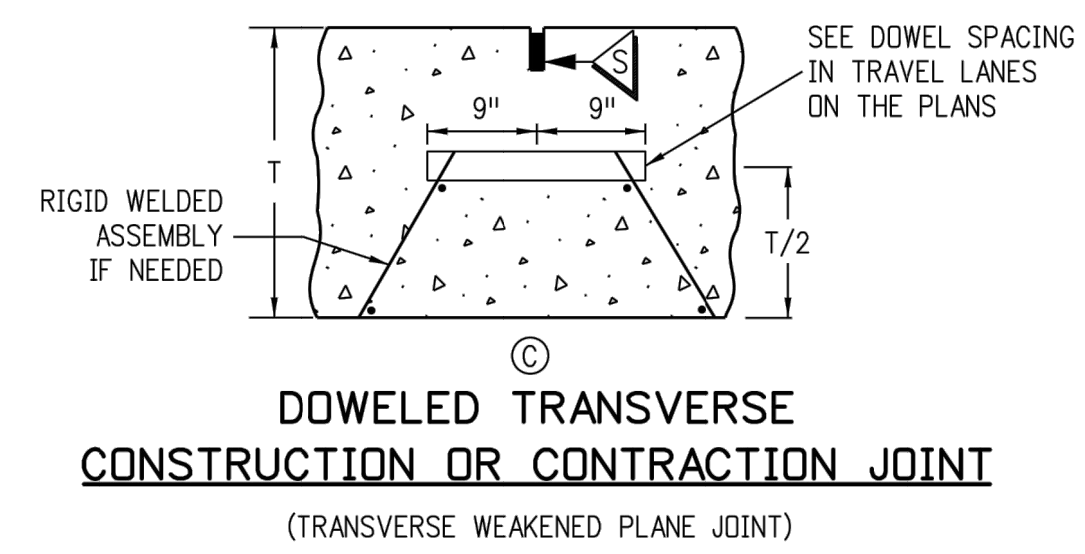 SEE DOWEL SPACING
IN TRAVEL LANES
ON THE PLANS
S
9" 9"
T
RIGID WELDED
ASSEMBLY
IF NEEDED
T/2
C
DOWELED TRANSVERSE
CONSTRUCTION OR CONTRACTION JOINT
(TRANSVERSE WEAKENED PLANE JOINT)